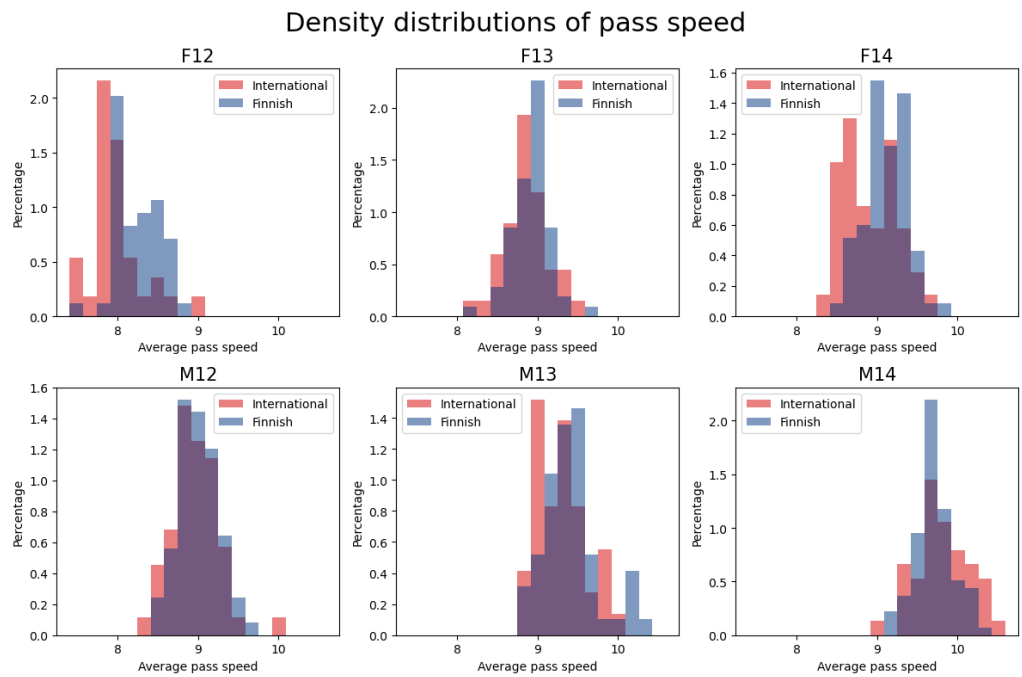 Density distributions of pass speed
F12
Percentage
2.0
1.5
1.0
0.5
0.0
International
Finnish
8 9 10
Average pass speed
F13
Percentage
2.0
1.5
1.0
0.5
0.0
International
Finnish
8 9 10
Average pass speed
F14
Percentage
1.6
1.4
1.2
1.0
0.8
0.6
0.4
0.2
0.0
International
Finnish
8 9 10
Average pass speed
M12
Percentage
1.6
1.4
1.2
1.0
0.8
0.6
0.4
0.2
0.0
International
Finnish
8 9 10
Average pass speed
M13
Percentage
1.6
1.4
1.2
1.0
0.8
0.6
0.4
0.2
0.0
International
Finnish
8 9 10
Average pass speed
M14
Percentage
2.0
1.5
1.0
0.5
0.0
International
Finnish
8 9 10
Average pass speed